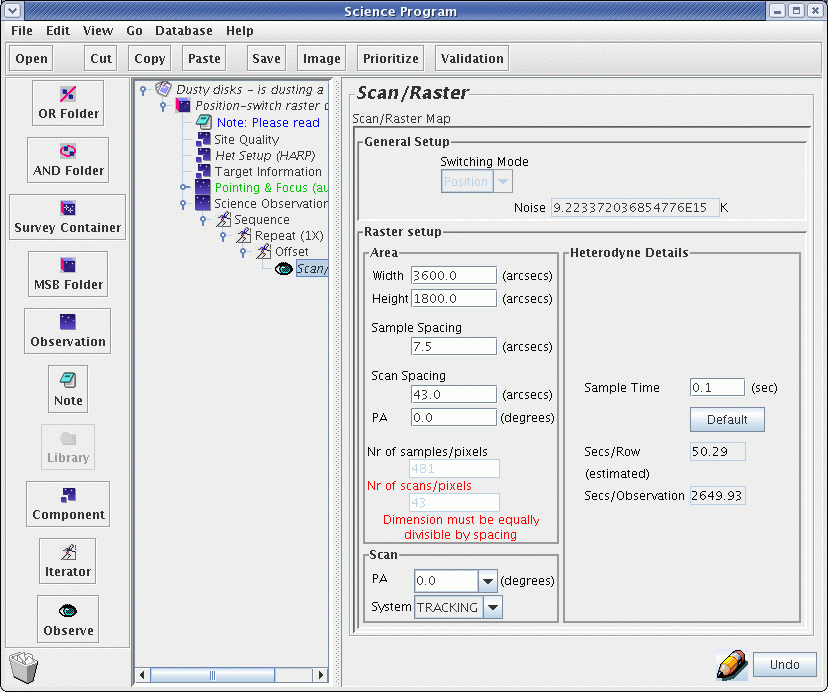 Science Program
File Edit View Go Database Help
Open Cut Copy Paste Save Image Prioritize Validation
OR Folder
AND Folder
Survey Container
MSB Folder
Observation
Note
Library
Component
Iterator
Observe
Dusty disks - is dusting a
Position-switch raster
Note: Please read
Site Quality
Het Setup (HARP)
Target Information
Pointing & Focus (au
Science Observation
Sequence
Repeat (1X)
Offset
Scan/
Scan/Raster
Scan/Raster Map
General Setup
Switching Mode
Position
Noise 9.223372036854776E15 K
Raster setup
Area
Width 3600.0 (arcsecs)
Height 1800.0 (arcsecs)
Sample Spacing
7.5 (arcsecs)
Scan Spacing
43.0 (arcsecs)
PA 0.0 (degrees)
Nr of samples/pixels
481
Nr of scans/pixels
43
Dimension must be equally
divisible by spacing
Scan
PA 0.0 (degrees)
System TRACKING
Heterodyne Details
Sample Time 0.1 (sec)
Default
Secs/Row 50.29
(estimated)
Secs/Observation 2649.93
Undo